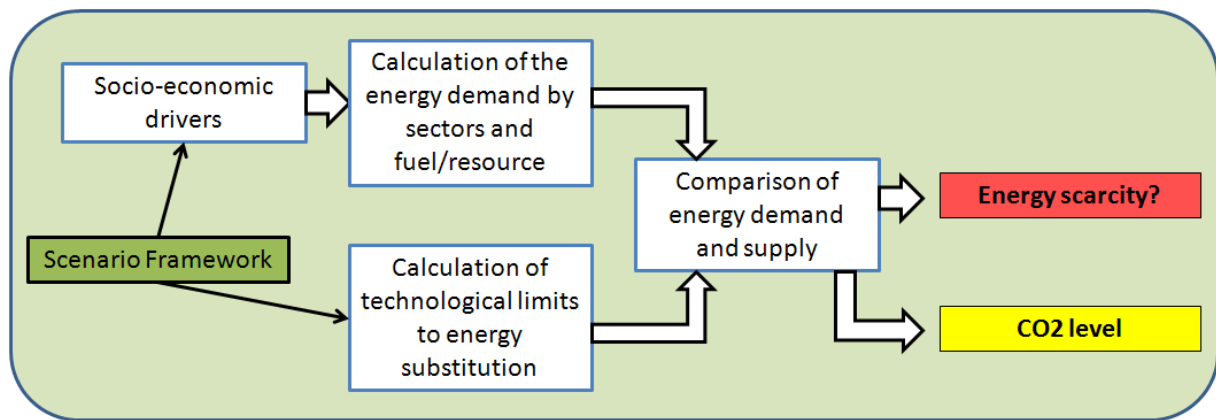 Socio-economic
drivers
Calculation of the
energy demand by
sectors and
fuel/resource
Scenario Framework
Calculation of
technological limits
to energy
substitution
Comparison of
energy demand
and supply
Energy scarcity?
CO2 level